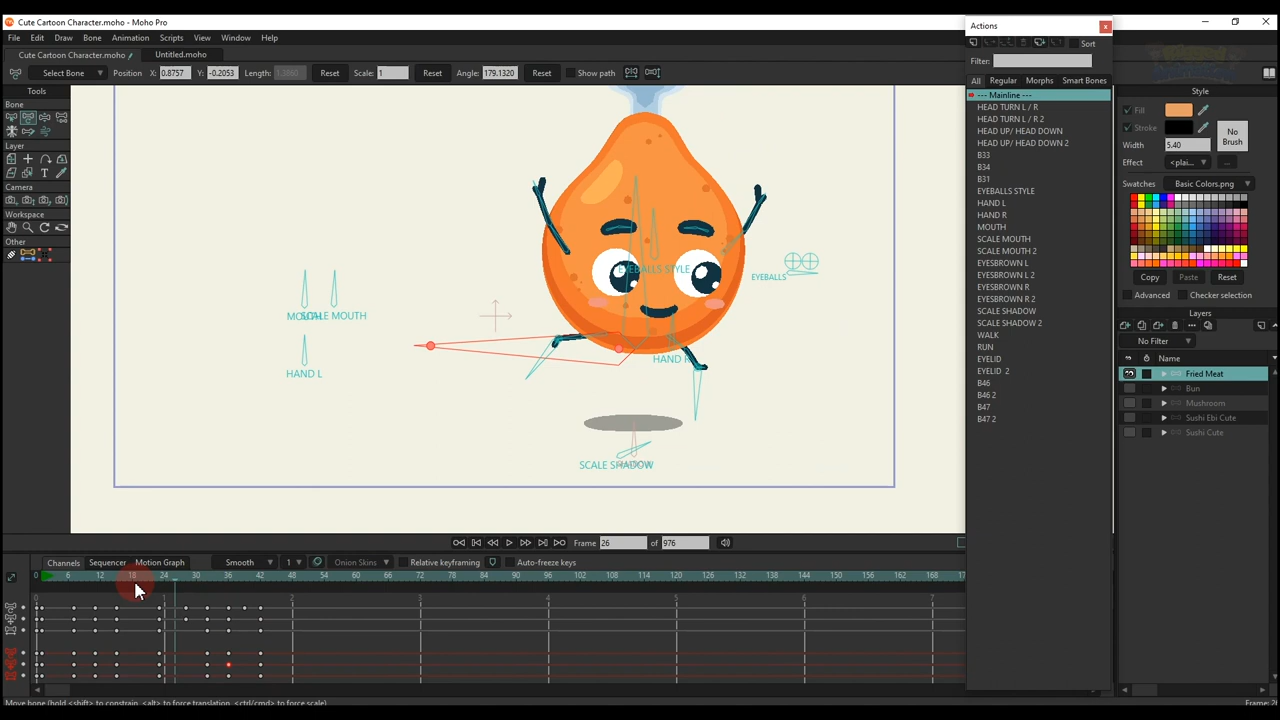 Cute Cartoon Character.moho - Moho Pro
File Edit Draw Bone Animation Scripts View Window Help
Cute Cartoon Character.moho Untitled.moho
Select Bone Position X: 0.8757 Y: -0.2053 Length: Reset Scale: 1 Reset Angle: 179.1320 Reset Show path
Tools
Bone
Layer
Camera
Workspace
Other
EYEBALLS STYLE
EYEBALLS
MOUTH
SCALE MOUTH
HAND R
HAND L
SCALE SHADOW
Actions
Sort
Filter:
All Regular Morphs Smart Bones
--- Mainline ---
HEAD TURN L / R
HEAD TURN L / R 2
HEAD UP/ HEAD DOWN
HEAD UP/ HEAD DOWN 2
B33
B34
B31
EYEBALLS STYLE
HAND L
HAND R
MOUTH
SCALE MOUTH
SCALE MOUTH 2
EYESBROWN L
EYESBROWN L 2
EYESBROWN R
EYESBROWN R 2
SCALE SHADOW
SCALE SHADOW 2
WALK
RUN
EYELID
EYELID 2
B46
B46 2
B47
B47 2
Style
Fill
Stroke
Width 5.40
No
Brush
Effect <plai... ...
Swatches Basic Colors.png
Copy Paste Reset
Advanced Checker selection
Layers
No Filter
Name
Fried Meat
Bun
Mushroom
Sushi Ebi Cute
Sushi Cute
Frame 26 of 976
Channels Sequencer Motion Graph Smooth 1 Onion Skins Relative keyframing Auto-freeze keys
0 6 12 18 24 30 36 42 48 54 60 66 72 78 84 90 96 102 108 114 120 126 132 138 144 150 156 162 168
0 1 2 3 4 5 6 7
Move bone (hold <shift> to constrain, <alt> to force translation, <ctrl/cmd> to force scale)